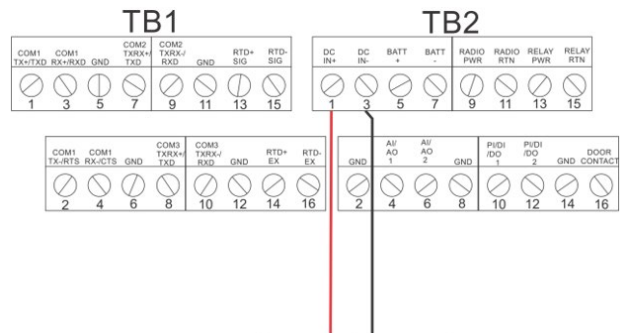 TB1 TB2
COM1 TX+/TXD COM1 RX+/RXD GND COM2 TXRX+/ TXD COM2 TXRX-/ RXD GND RTD+ SIG RTD- SIG
1 3 5 7 9 11 13 15
DC IN+ DC IN- BATT + BATT - RADIO PWR RADIO RTN RELAY PWR RELAY RTN
1 3 5 7 9 11 13 15
COM1 TX-/RTS COM1 RX-/CTS GND COM3 TXRX+/ TXD COM3 TXRX-/ RXD GND RTD+ EX RTD- EX
2 4 6 8 10 12 14 16
GND AI/ AO 1 AI/ AO 2 GND PI/DI /DO 1 PI/DI /DO 2 GND DOOR CONTACT
2 4 6 8 10 12 14 16